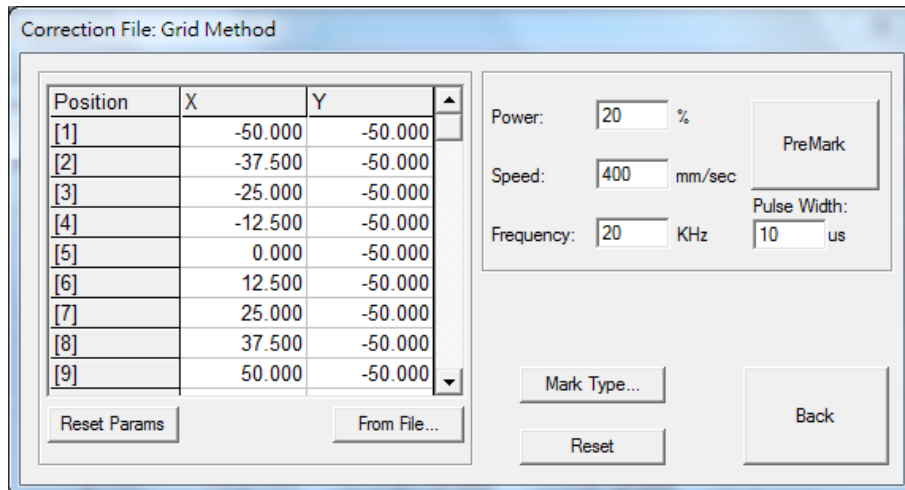 Correction File: Grid Method
Position X Y
[1] -50.000 -50.000
[2] -37.500 -50.000
[3] -25.000 -50.000
[4] -12.500 -50.000
[5] 0.000 -50.000
[6] 12.500 -50.000
[7] 25.000 -50.000
[8] 37.500 -50.000
[9] 50.000 -50.000
Reset Params From File...
Power: 20 %
Speed: 400 mm/sec
Frequency: 20 KHz
PreMark
Pulse Width:
10 us
Mark Type...
Reset
Back